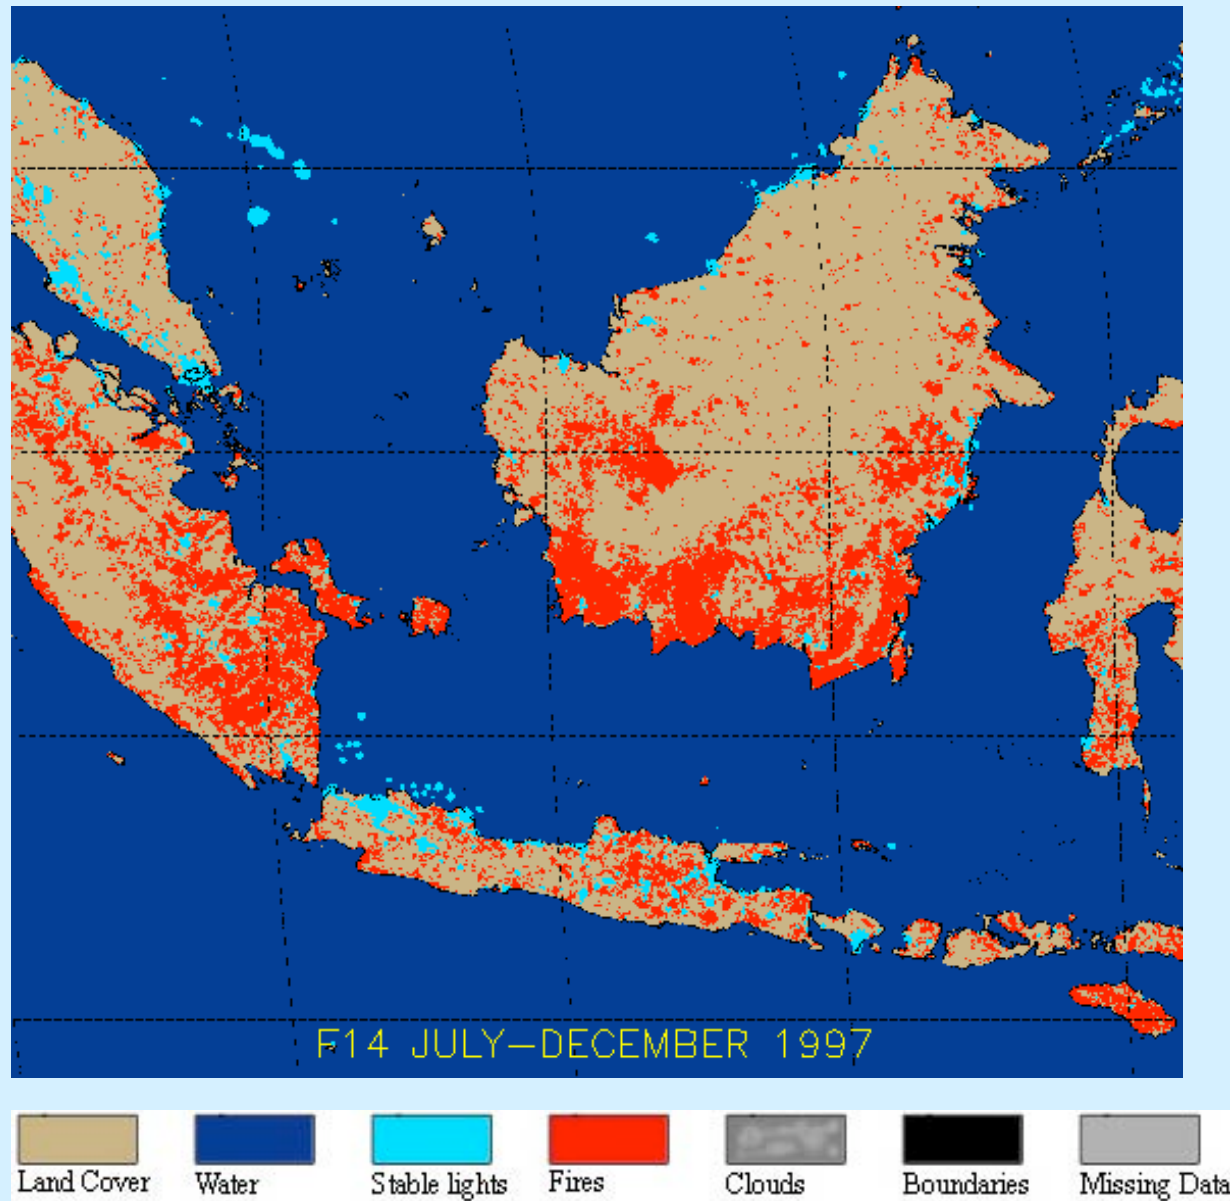 F14 JULY—DECEMBER 1997
Land Cover
Water
Stable lights
Fires
Clouds
Boundaries
Missing Data